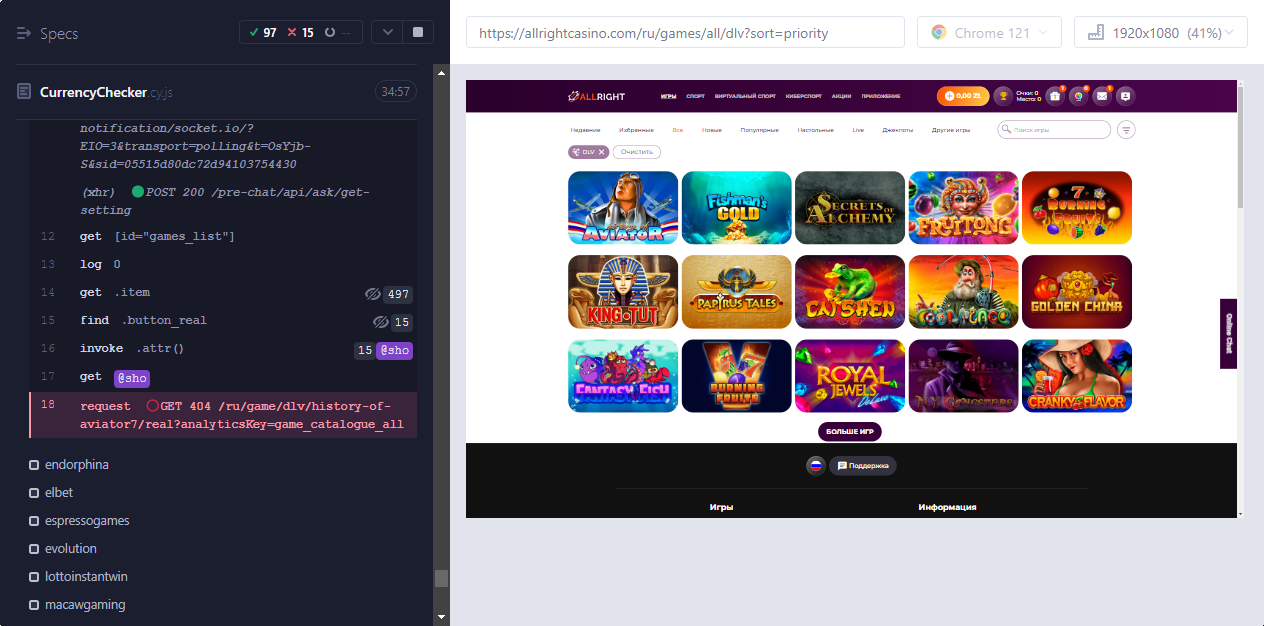 Specs
97
15
--
CurrencyChecker.cy.js
34:57
notification/socket.io/?
EIO=3&transport=polling&t=OsYjb-
S&sid=05515d80dc72d94103754430
(xhr) POST 200 /pre-chat/api/ask/get-
setting
12 get [id="games_list"]
13 log 0
14 get .item 497
15 find .button_real 15
16 invoke .attr() 15 @sho
17 get @sho
18 request GET 404 /ru/game/dlv/history-of-
aviator7/real?analyticsKey=game_catalogue_all
endorphina
elbet
espressogames
evolution
lottoinstantwin
macawgaming
https://allrightcasino.com/ru/games/all/dlv?sort=priority
Chrome 121
1920x1080 (41%)
ALLRIGHT
ИГРЫ СПОРТ ВИРТУАЛЬНЫЙ СПОРТ КИБЕРСПОРТ АКЦИИ ПРИЛОЖЕНИЕ
0,00 ZŁ
Очки: 0
Место: 0
Недавние Избранные Все Новые Популярные Настольные Live Джекпоты Другие игры
Поиск игры
DLV
Очистить
AVIATOR
Fishman's GOLD
SECRETS OF ALCHEMY
FRUITONG
7 BURNING FRUITS
KING TUT
PAPYRUS TALES
CAI SHEN
GOLDEN CHINA
FANTASY FISH
BURNING FRUITS
ROYAL JEWELS Deluxe
N.Y. GANGSTERS
CRANKY FLAVOR
Online Chat
БОЛЬШЕ ИГР
Поддержка
Игры
Информация